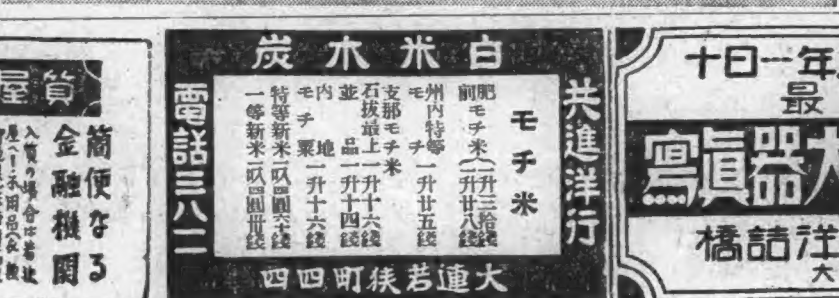 十日一年
最
寫眞器大
橋詰洋
大
白米木炭
共進洋行
モチ米
肥前モチ米(一升三拾錢
一升廿八錢
州内特等モチ 一升廿五錢
支那モチ米
石拔最上一升十六錢
並品一升十四錢
内地モチ粟 一升十六錢
特等新米一叺四圓六十錢
一等新米一叺四圓卅錢
電話三八二
大連若狹町四四
質屋
簡便なる
金融機關